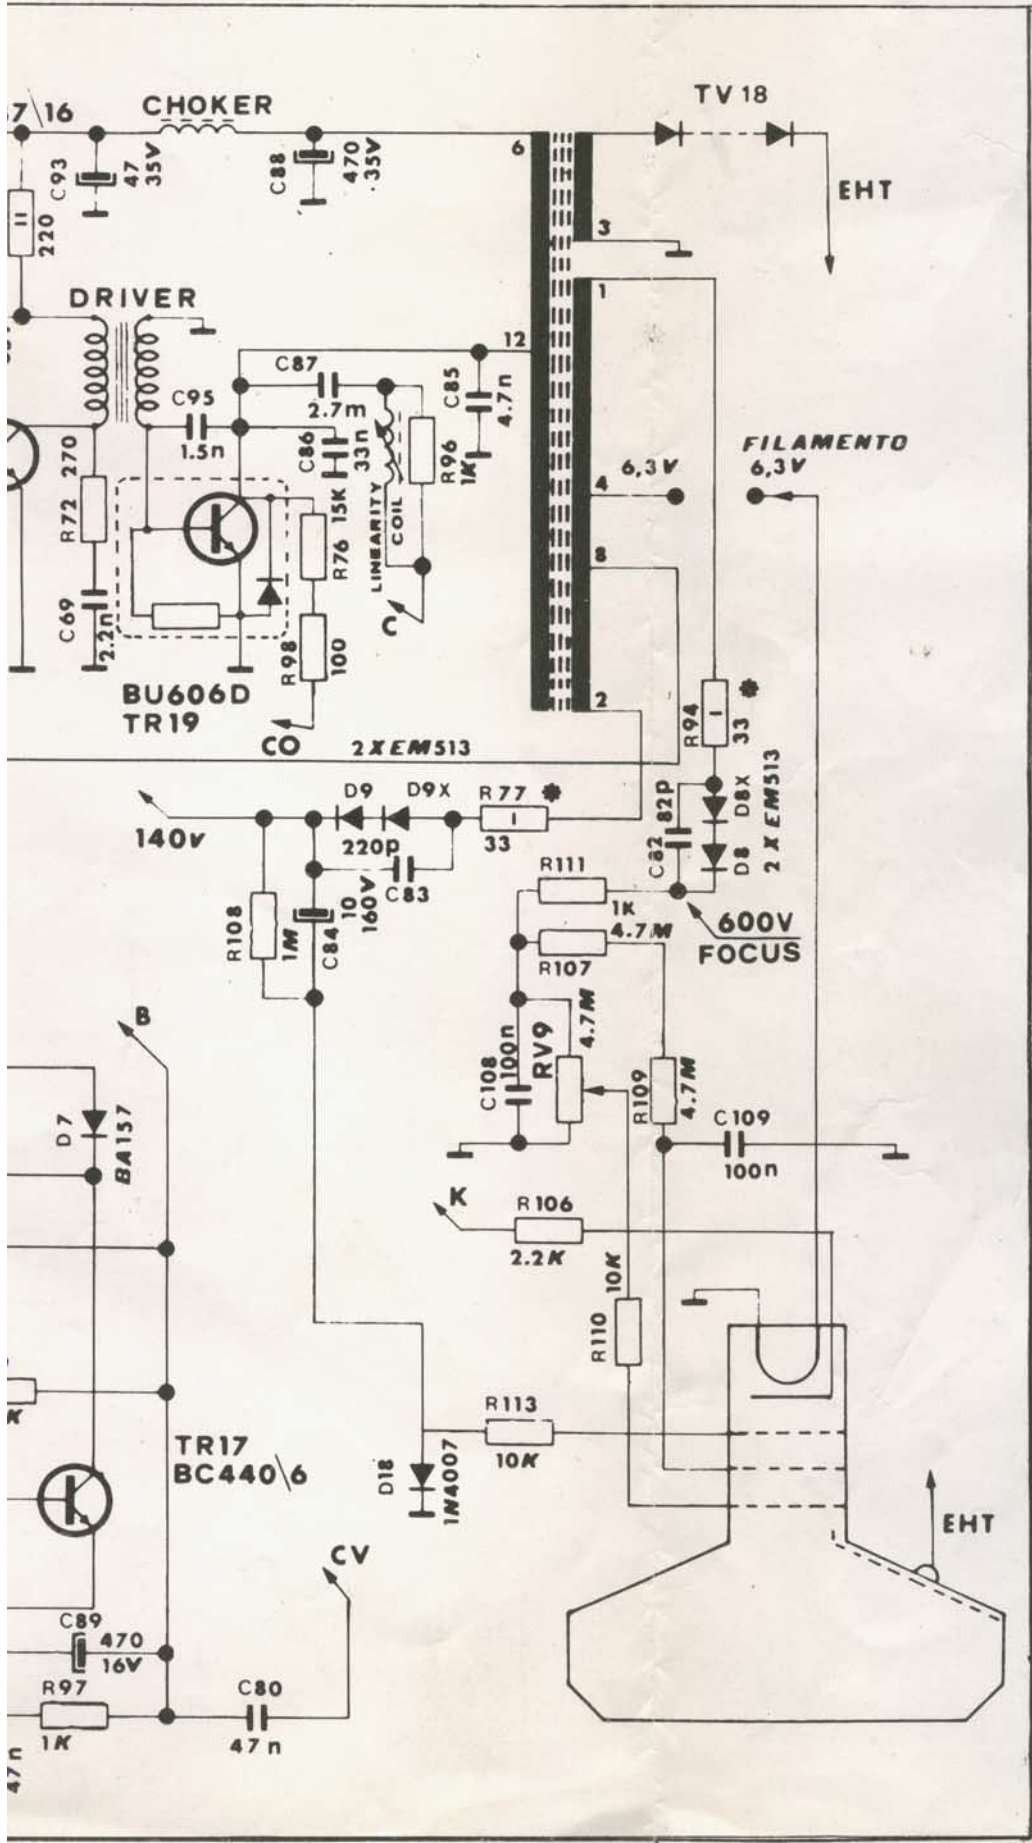 7\16
CHOKER
TV 18
C93
47
35V
C88
470
.35V
6
EHT
220
3
DRIVER
1
12
C87
2.7m
C85
4.7n
C95
1.5n
C86
33n
R96
1K
FILAMENTO
6,3V
6,3V
270
R72
4
15K
R76
LINEARITY
COIL
8
C69
2.2n
C
R98
100
BU606D
TR19
2
CO
2 X EM513
R94
33
*
D9
D9X
R77
*
33
140v
220p
C83
C82
82p
D8X
D8
2 X EM513
R111
1K
10
160V
C84
R108
1M
4.7M
R107
600V
FOCUS
B
C108
100n
RV9
4.7M
R109
4.7M
C109
100n
D7
BA157
K
R106
2.2K
R110
10K
R113
10K
K
TR17
BC440\6
D18
1N4007
EHT
CV
C89
470
16V
R97
1K
C80
47n
47n